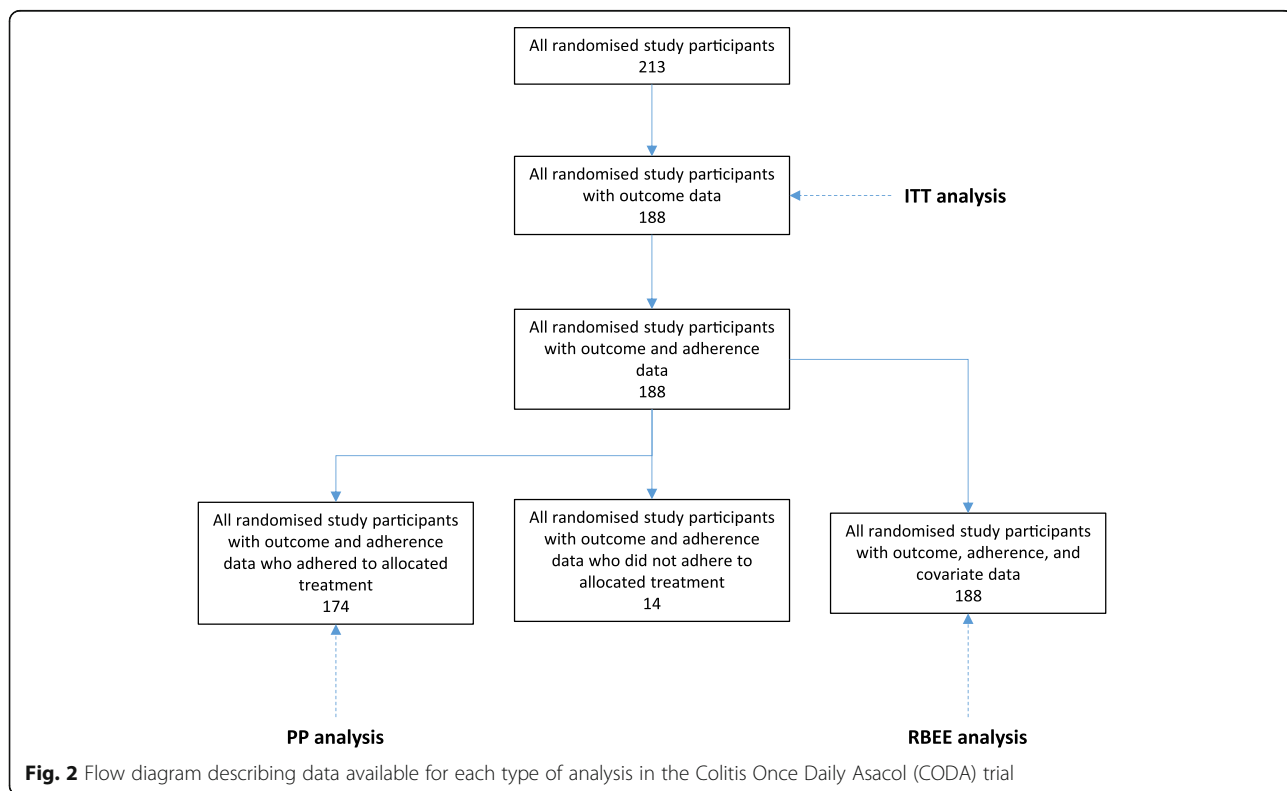 All randomised study participants
213
All randomised study participants
with outcome data
188
ITT analysis
All randomised study participants
with outcome and adherence
data
188
All randomised study participants
with outcome and adherence
data who adhered to allocated
treatment
174
All randomised study participants
with outcome and adherence
data who did not adhere to
allocated treatment
14
All randomised study participants
with outcome, adherence, and
covariate data
188
PP analysis
RBEE analysis
Fig. 2 Flow diagram describing data available for each type of analysis in the Colitis Once Daily Asacol (CODA) trial